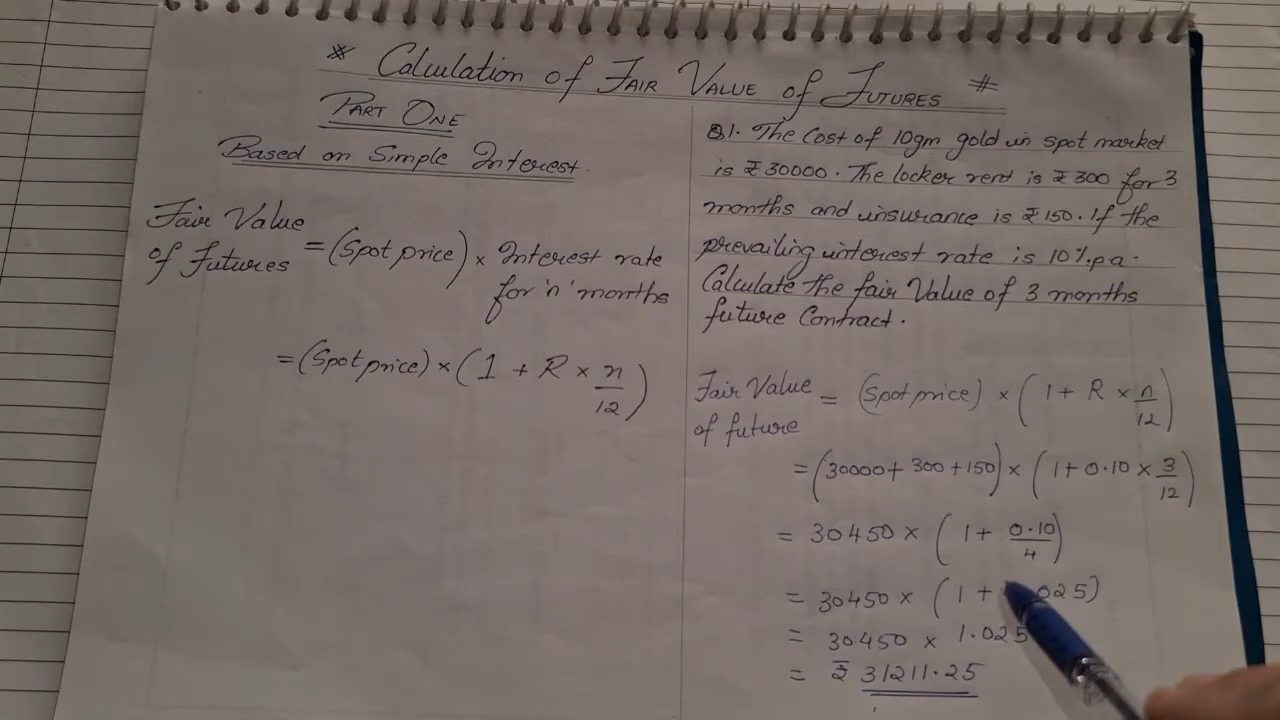 * Calculation of FAIR VALUE of FUTURES #
PART ONE
Based on Simple Interest.
Fair Value of Futures = (Spot price) × Interest rate for 'n' months
= (Spot price) × (1 + R × n/12)
Q1. The Cost of 10gm gold in spot market
is ₹30000. The locker rent is ₹300 for 3
months and insurance is ₹150. If the
prevailing interest rate is 10% p.a.
Calculate the fair Value of 3 months
future Contract.
Fair Value of future = (Spot price) × (1 + R × n/12)
= (30000 + 300 + 150) × (1 + 0.10 × 3/12)
= 30450 × (1 + 0.10/4)
= 30450 × (1 + 025)
= 30450 × 1.025
= ₹ 31211.25